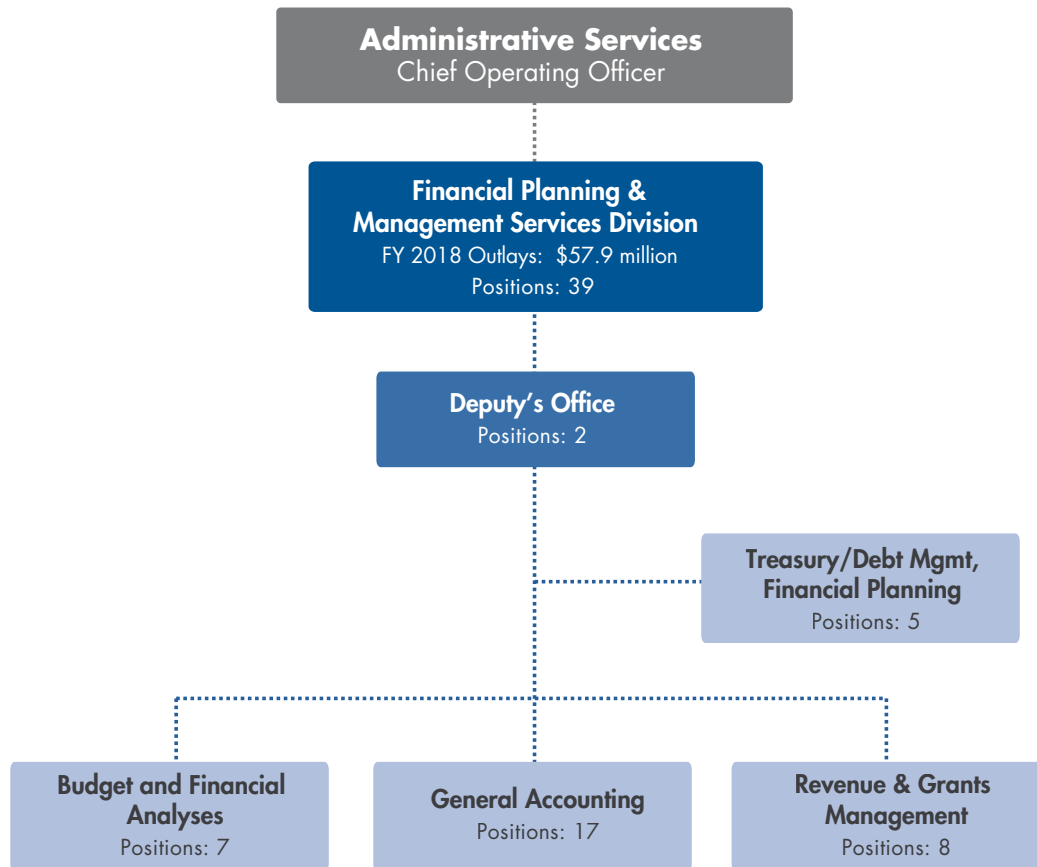 Administrative Services
Chief Operating Officer
Financial Planning &
Management Services Division
FY 2018 Outlays: $57.9 million
Positions: 39
Deputy’s Office
Positions: 2
Treasury/Debt Mgmt,
Financial Planning
Positions: 5
Budget and Financial
Analyses
Positions: 7
General Accounting
Positions: 17
Revenue & Grants
Management
Positions: 8